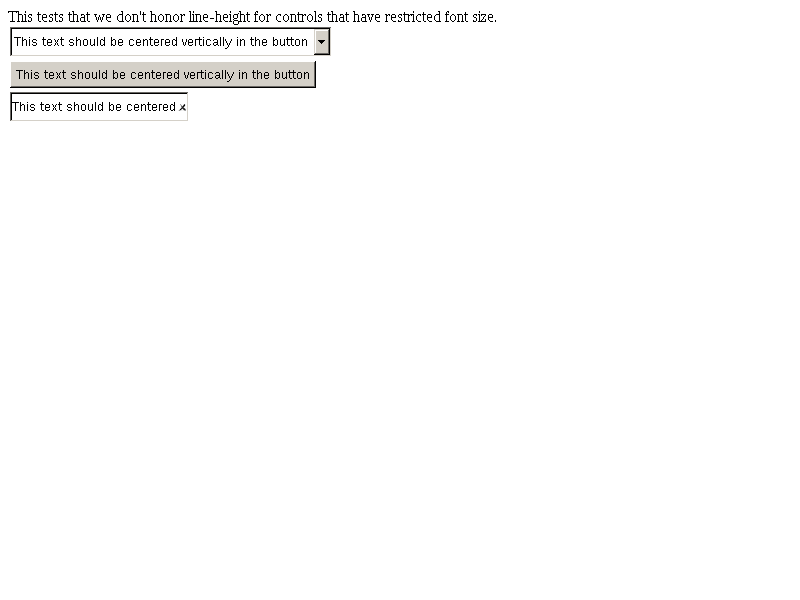 This tests that we don't honor line-height for controls that have restricted font size.
This text should be centered vertically in the button
This text should be centered vertically in the button
This text should be centered